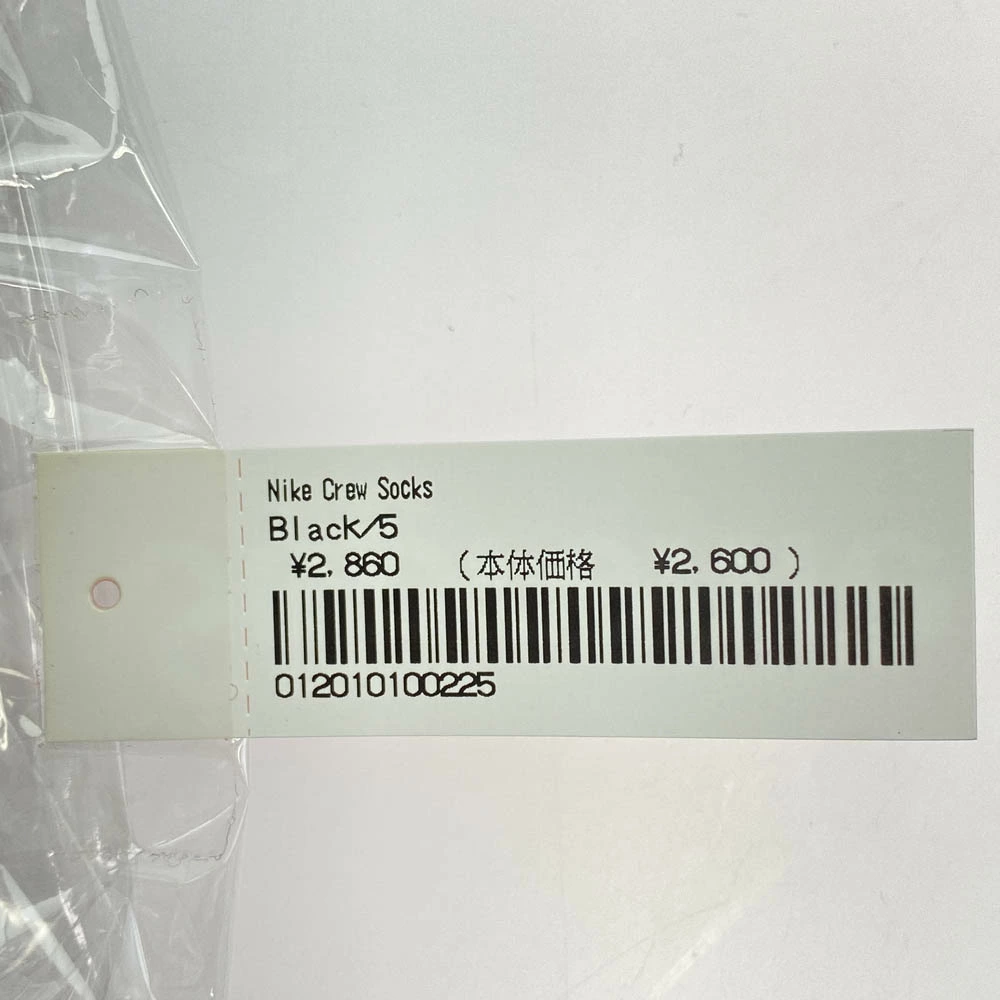 Nike Crew Socks
Black/5
¥2,860 (本体価格 ¥2,600)
012010100225